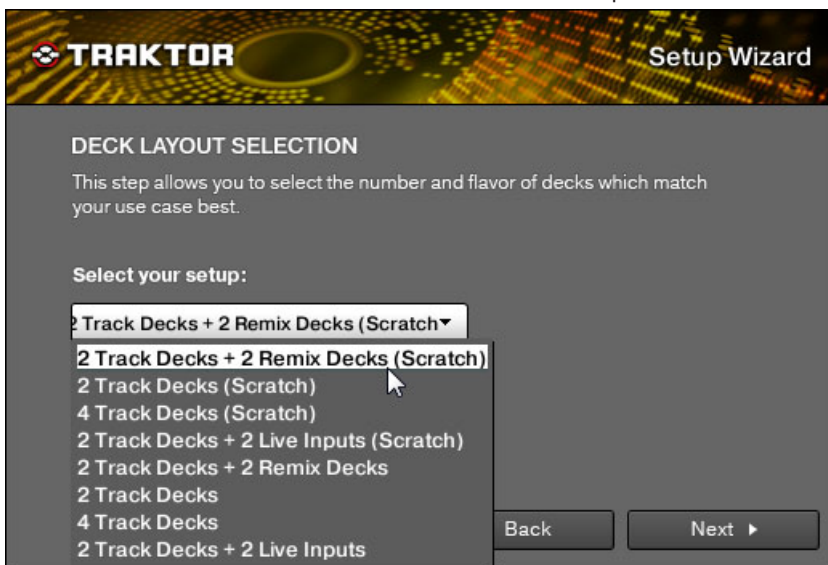 TRAKTOR
Setup Wizard
DECK LAYOUT SELECTION
This step allows you to select the number and flavor of decks which match
your use case best.
Select your setup:
2 Track Decks + 2 Remix Decks (Scratch
2 Track Decks + 2 Remix Decks (Scratch)
2 Track Decks (Scratch)
4 Track Decks (Scratch)
2 Track Decks + 2 Live Inputs (Scratch)
2 Track Decks + 2 Remix Decks
2 Track Decks
4 Track Decks
2 Track Decks + 2 Live Inputs
Back
Next